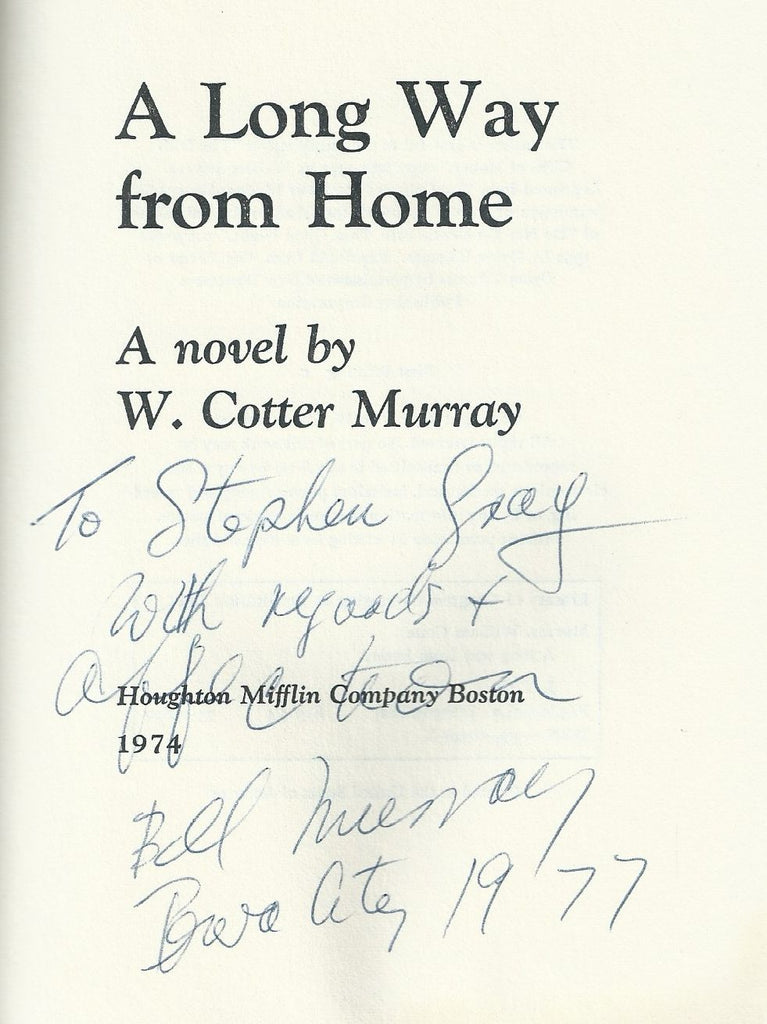 A Long Way
from Home
A novel by
W. Cotter Murray
To Stephen Gray
with regards +
affection
Houghton Mifflin Company Boston
1974
Bill Murray
City 1977